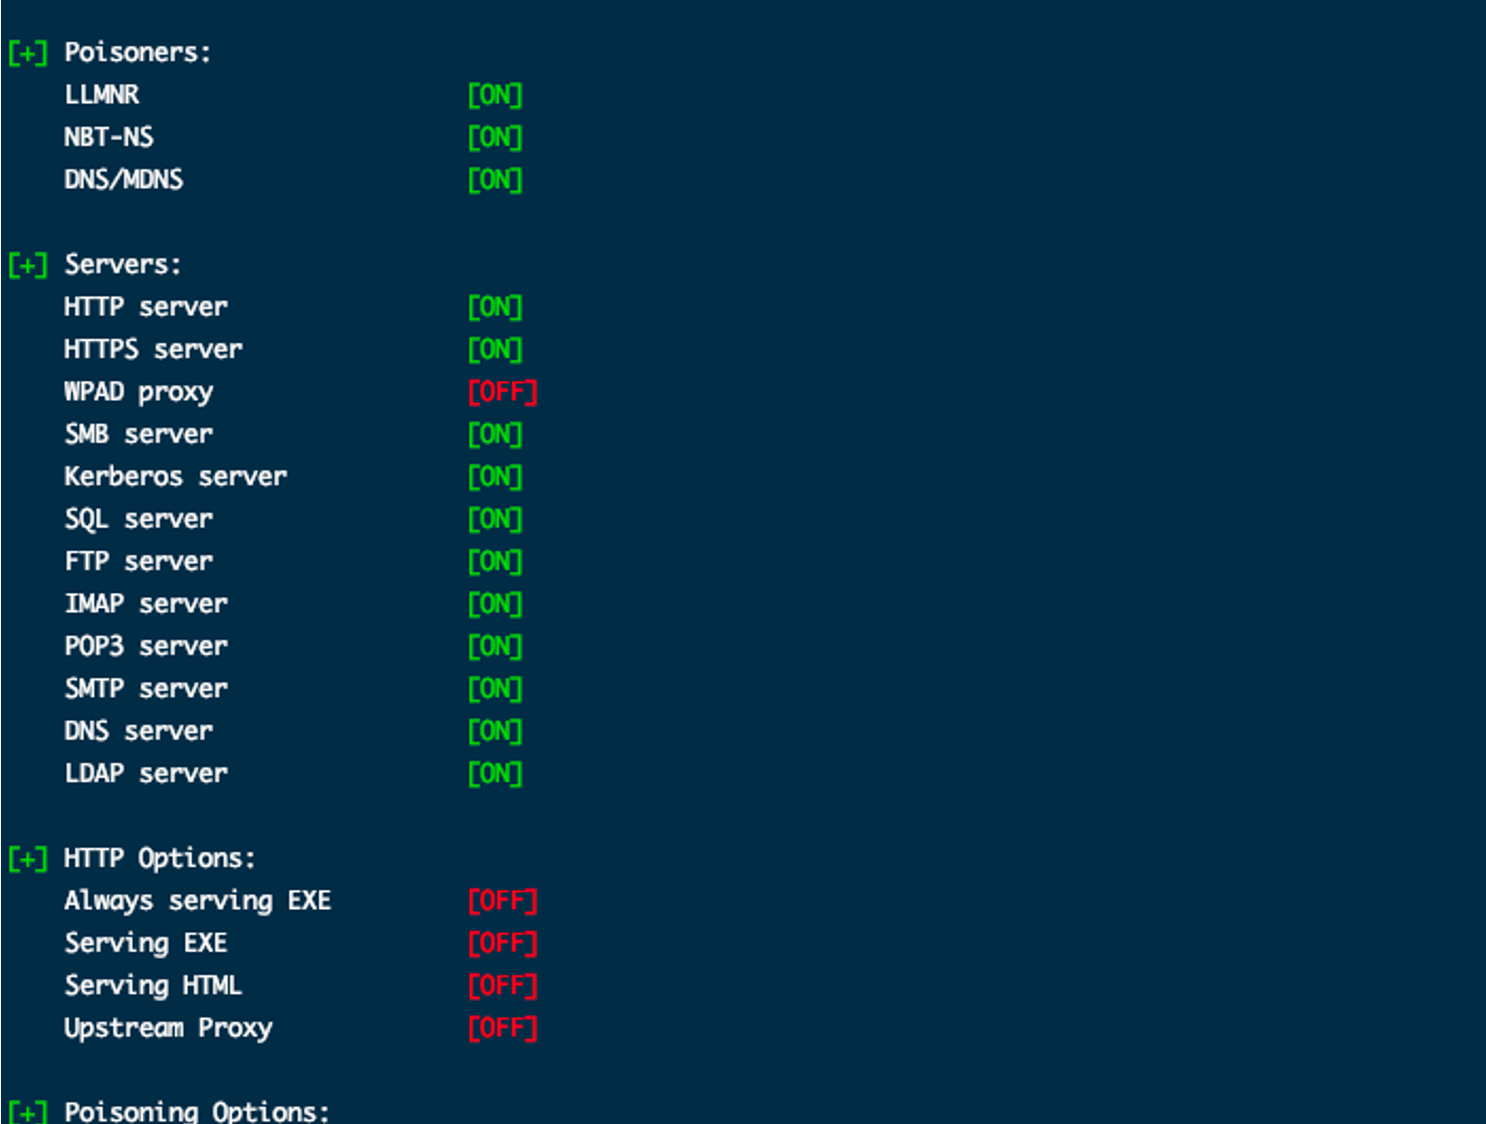 [+] Poisoners:
LLMNR [ON]
NBT-NS [ON]
DNS/MDNS [ON]
[+] Servers:
HTTP server [ON]
HTTPS server [ON]
WPAD proxy [OFF]
SMB server [ON]
Kerberos server [ON]
SQL server [ON]
FTP server [ON]
IMAP server [ON]
POP3 server [ON]
SMTP server [ON]
DNS server [ON]
LDAP server [ON]
[+] HTTP Options:
Always serving EXE [OFF]
Serving EXE [OFF]
Serving HTML [OFF]
Upstream Proxy [OFF]
[+] Poisoning Options: